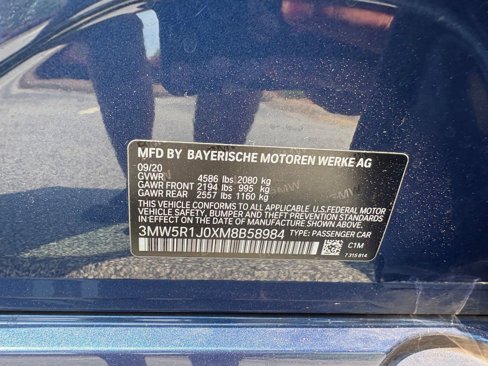 MFD BY BAYERISCHE MOTOREN WERKE AG
09/20
GVWR 4586 lbs 2080 kg
GAWR FRONT 2194 lbs 995 kg
GAWR REAR 2557 lbs 1160 kg
THIS VEHICLE CONFORMS TO ALL APPLICABLE U.S. FEDERAL MOTOR
VEHICLE SAFETY, BUMPER AND THEFT PREVENTION STANDARDS
IN EFFECT ON THE DATE OF MANUFACTURE SHOWN ABOVE.
3MW5R1J0XM8B58984 TYPE: PASSENGER CAR
C1M
7 315 814